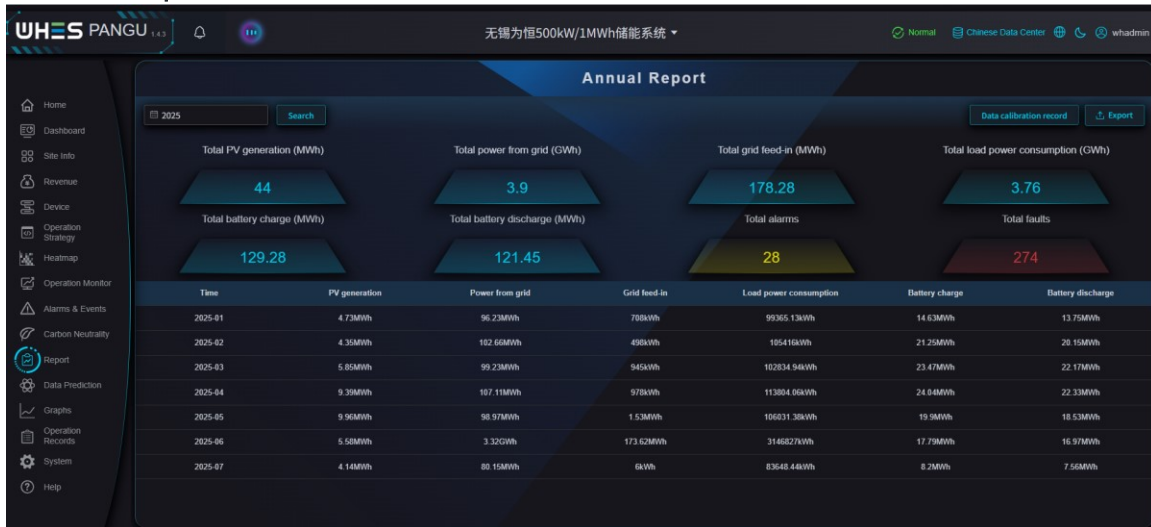 WHES PANGU 1.4.3
无锡为恒500kW/1MWh储能系统
Normal
Chinese Data Center
whadmin
Annual Report
Home
Dashboard
Site Info
Revenue
Device
Operation
Strategy
Heatmap
Operation Monitor
Alarms & Events
Carbon Neutrality
Report
Data Prediction
Graphs
Operation
Records
System
Help
2025 Search Data calibration record Export
Total PV generation (MWh) Total power from grid (GWh) Total grid feed-in (MWh) Total load power consumption (GWh)
44 3.9 178.28 3.76
Total battery charge (MWh) Total battery discharge (MWh) Total alarms Total faults
129.28 121.45 28 274
Time PV generation Power from grid Grid feed-in Load power consumption Battery charge Battery discharge
2025-01 4.73MWh 96.23MWh 708kWh 99365.13kWh 14.63MWh 13.75MWh
2025-02 4.35MWh 102.66MWh 498kWh 105416kWh 21.25MWh 20.15MWh
2025-03 5.85MWh 99.23MWh 945kWh 102834.94kWh 23.47MWh 22.17MWh
2025-04 9.39MWh 107.11MWh 978kWh 113804.06kWh 24.04MWh 22.33MWh
2025-05 9.96MWh 98.97MWh 1.53MWh 106031.38kWh 19.9MWh 18.53MWh
2025-06 5.58MWh 3.32GWh 173.62MWh 3146827kWh 17.79MWh 16.97MWh
2025-07 4.14MWh 80.15MWh 6kWh 83648.44kWh 8.2MWh 7.56MWh